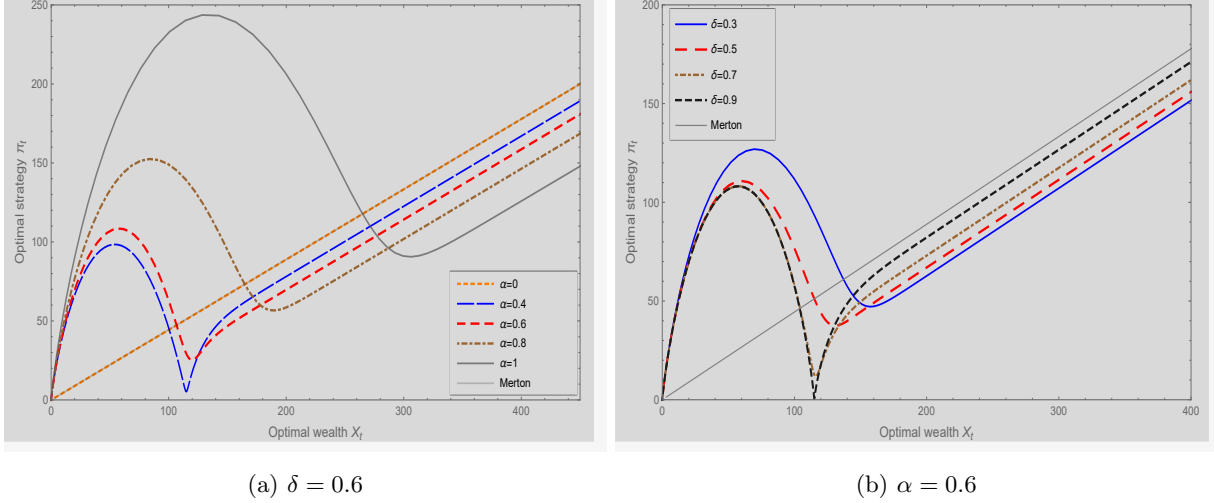 250
200
150
100
50
0
0
100
200
300
400
Optimal strategy πt
Optimal wealth Xt
α=0
α=0.4
α=0.6
α=0.8
α=1
Merton
(a) δ = 0.6
200
150
100
50
0
0
100
200
300
400
Optimal strategy πt
Optimal wealth Xt
δ=0.3
δ=0.5
δ=0.7
δ=0.9
Merton
(b) α = 0.6